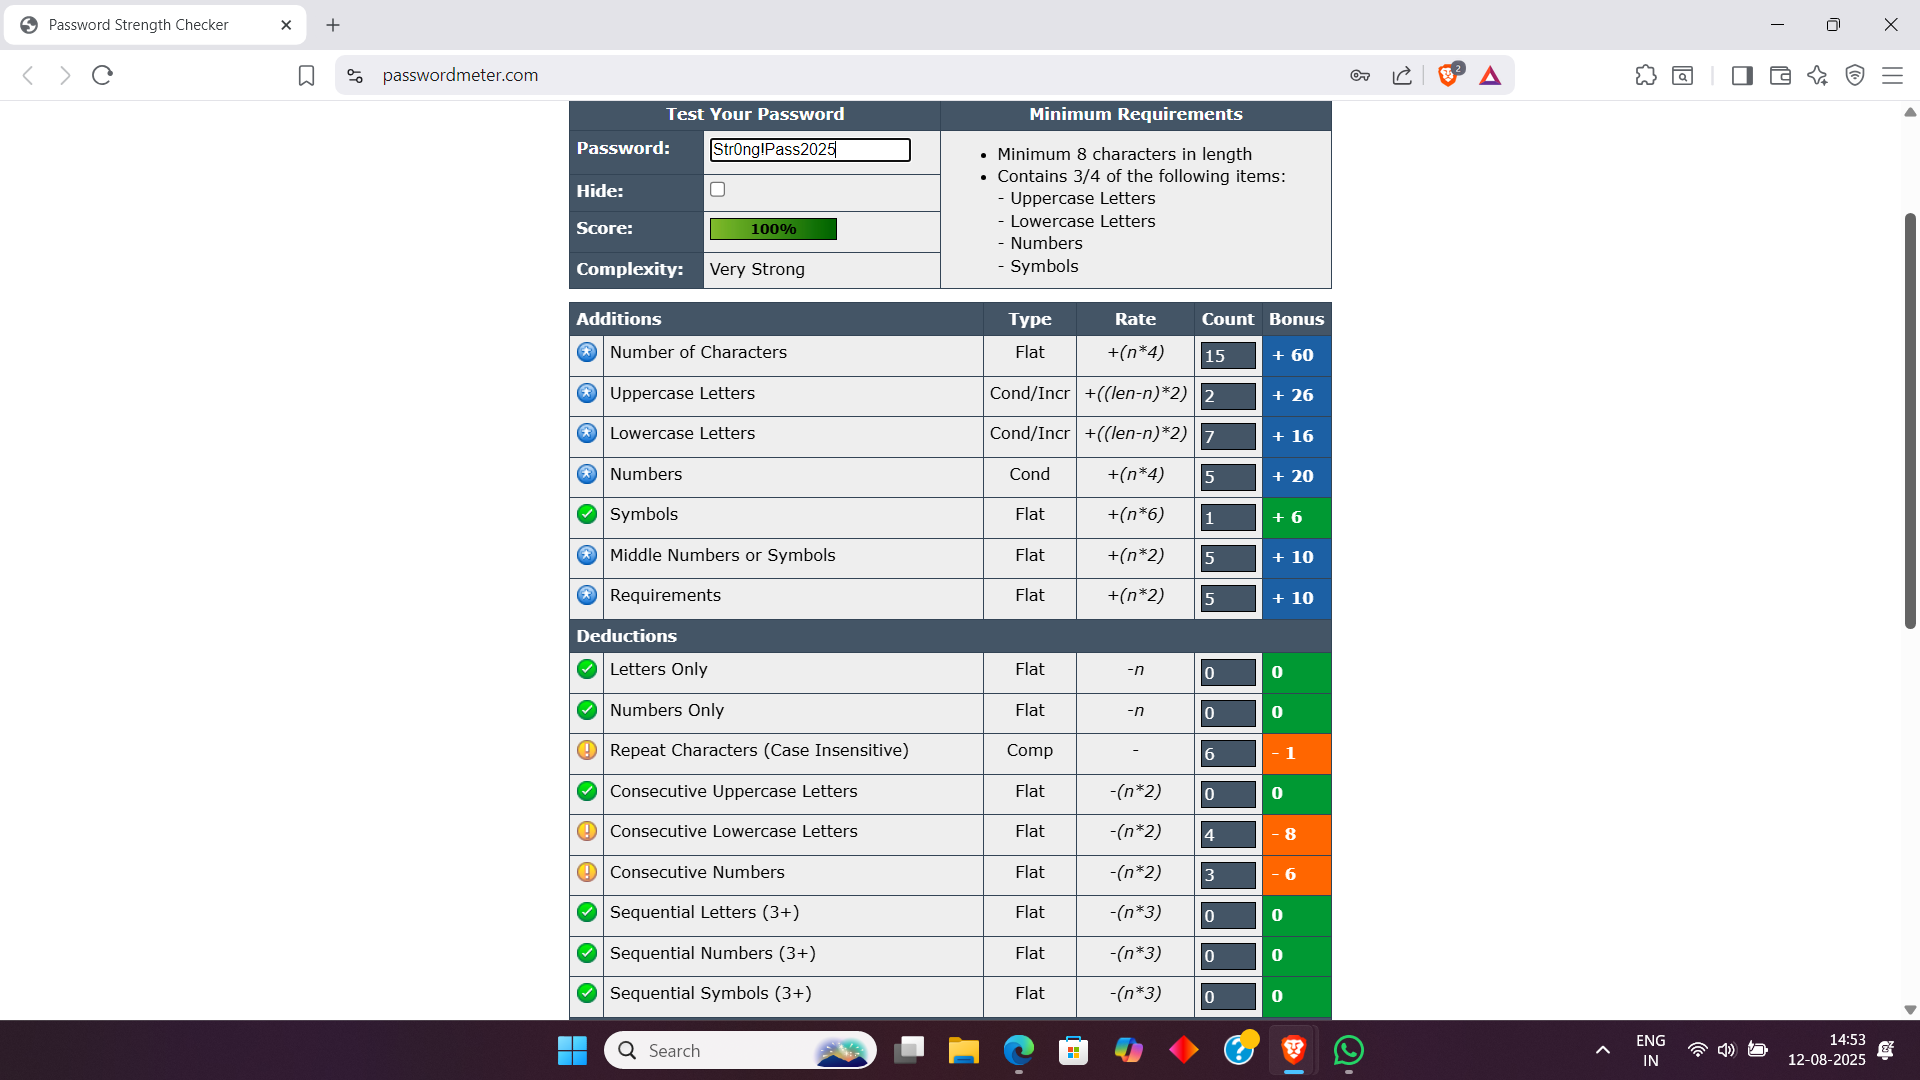 Password Strength Checker
passwordmeter.com
2
Test Your Password
Minimum Requirements
Password:
Str0ng!Pass2025
Hide:
Score:
100%
Complexity:
Very Strong
• Minimum 8 characters in length
• Contains 3/4 of the following items:
- Uppercase Letters
- Lowercase Letters
- Numbers
- Symbols
Additions Type Rate Count Bonus
Number of Characters Flat +(n*4) 15 + 60
Uppercase Letters Cond/Incr +((len-n)*2) 2 + 26
Lowercase Letters Cond/Incr +((len-n)*2) 7 + 16
Numbers Cond +(n*4) 5 + 20
Symbols Flat +(n*6) 1 + 6
Middle Numbers or Symbols Flat +(n*2) 5 + 10
Requirements Flat +(n*2) 5 + 10
Deductions
Letters Only Flat -n 0 0
Numbers Only Flat -n 0 0
Repeat Characters (Case Insensitive) Comp - 6 - 1
Consecutive Uppercase Letters Flat -(n*2) 0 0
Consecutive Lowercase Letters Flat -(n*2) 4 - 8
Consecutive Numbers Flat -(n*2) 3 - 6
Sequential Letters (3+) Flat -(n*3) 0 0
Sequential Numbers (3+) Flat -(n*3) 0 0
Sequential Symbols (3+) Flat -(n*3) 0 0
Search
ENG
IN
14:53
12-08-2025